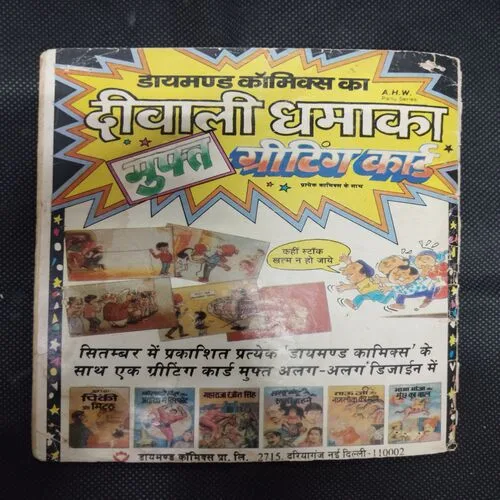 डायमण्ड कॉमिक्स का
A.H.W.
दीवाली धमाका
मुफ्त ग्रीटिंग कार्ड
प्रत्येक कामिक्स के साथ
कहीं स्टॉक
खत्म न हो जाये
सितम्बर में प्रकाशित प्रत्येक 'डायमण्ड कामिक्स' के
साथ एक ग्रीटिंग कार्ड मुफ्त अलग-अलग डिजाईन में
पिंकी
महाराजा रंजीत सिंह
डायमण्ड कॉमिक्स प्रा. लि. 2715, दरियागंज नई दिल्ली-110002